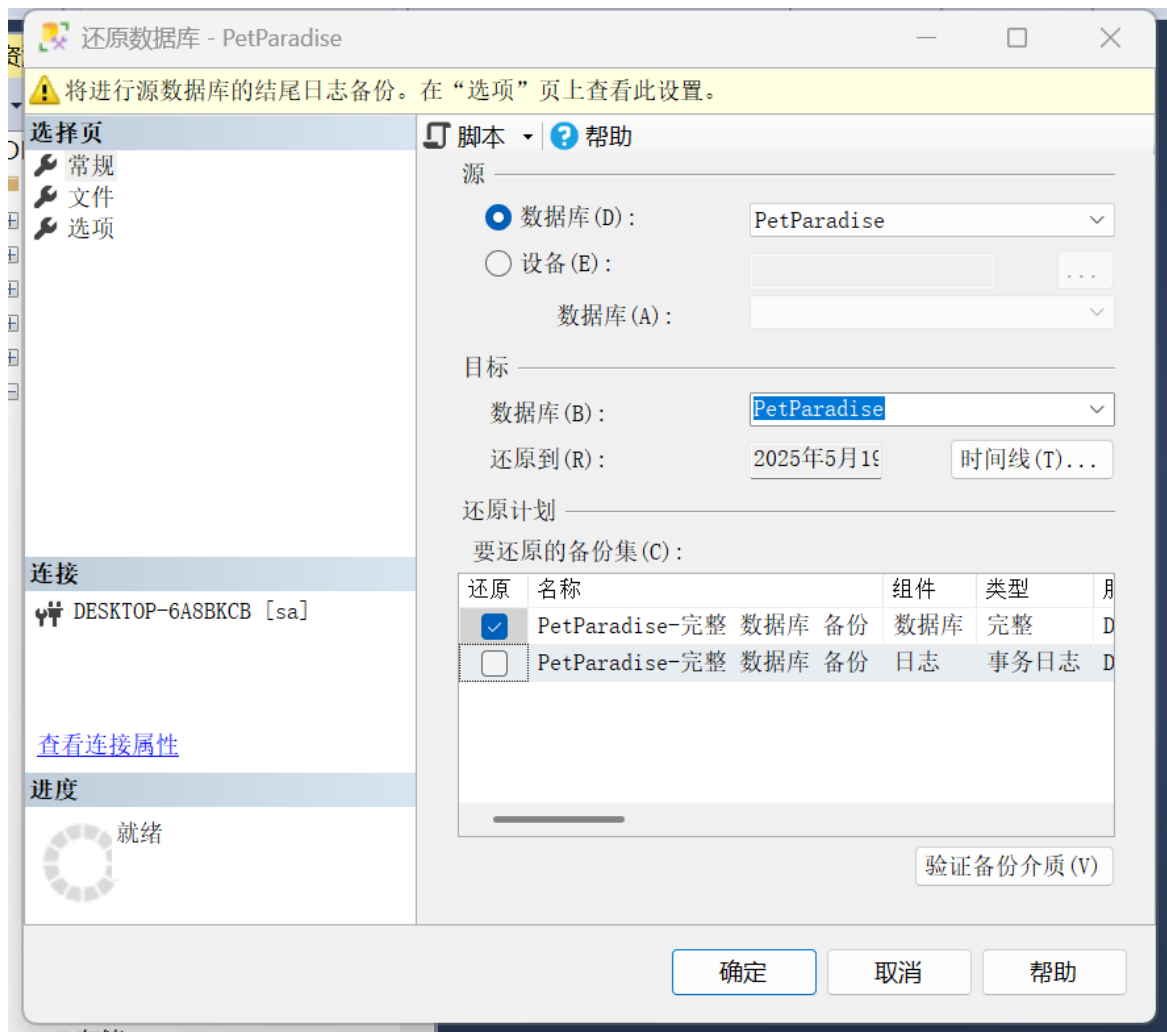 还原数据库 - PetParadise
将进行源数据库的结尾日志备份。在“选项”页上查看此设置。
选择页
常规
文件
选项
脚本
帮助
源
数据库(D):
PetParadise
设备(E):
...
数据库(A):
目标
数据库(B):
PetParadise
还原到(R):
2025年5月19
时间线(T)...
还原计划
要还原的备份集(C):
还原 名称 组件 类型
PetParadise-完整 数据库 备份 数据库 完整 D
PetParadise-完整 数据库 备份 日志 事务日志 D
验证备份介质(V)
连接
DESKTOP-6A8BKCB [sa]
查看连接属性
进度
就绪
确定 取消 帮助